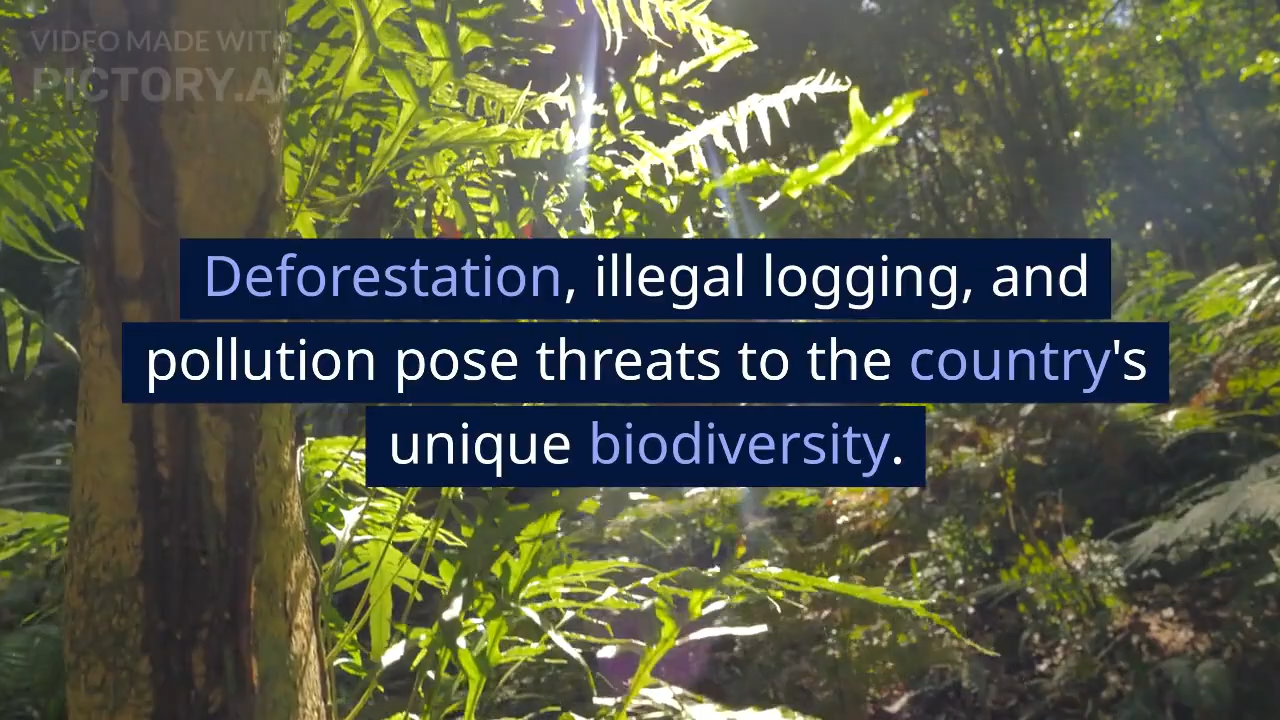 VIDEO MADE WITH
PICTORY.AI
Deforestation, illegal logging, and
pollution pose threats to the country's
unique biodiversity.